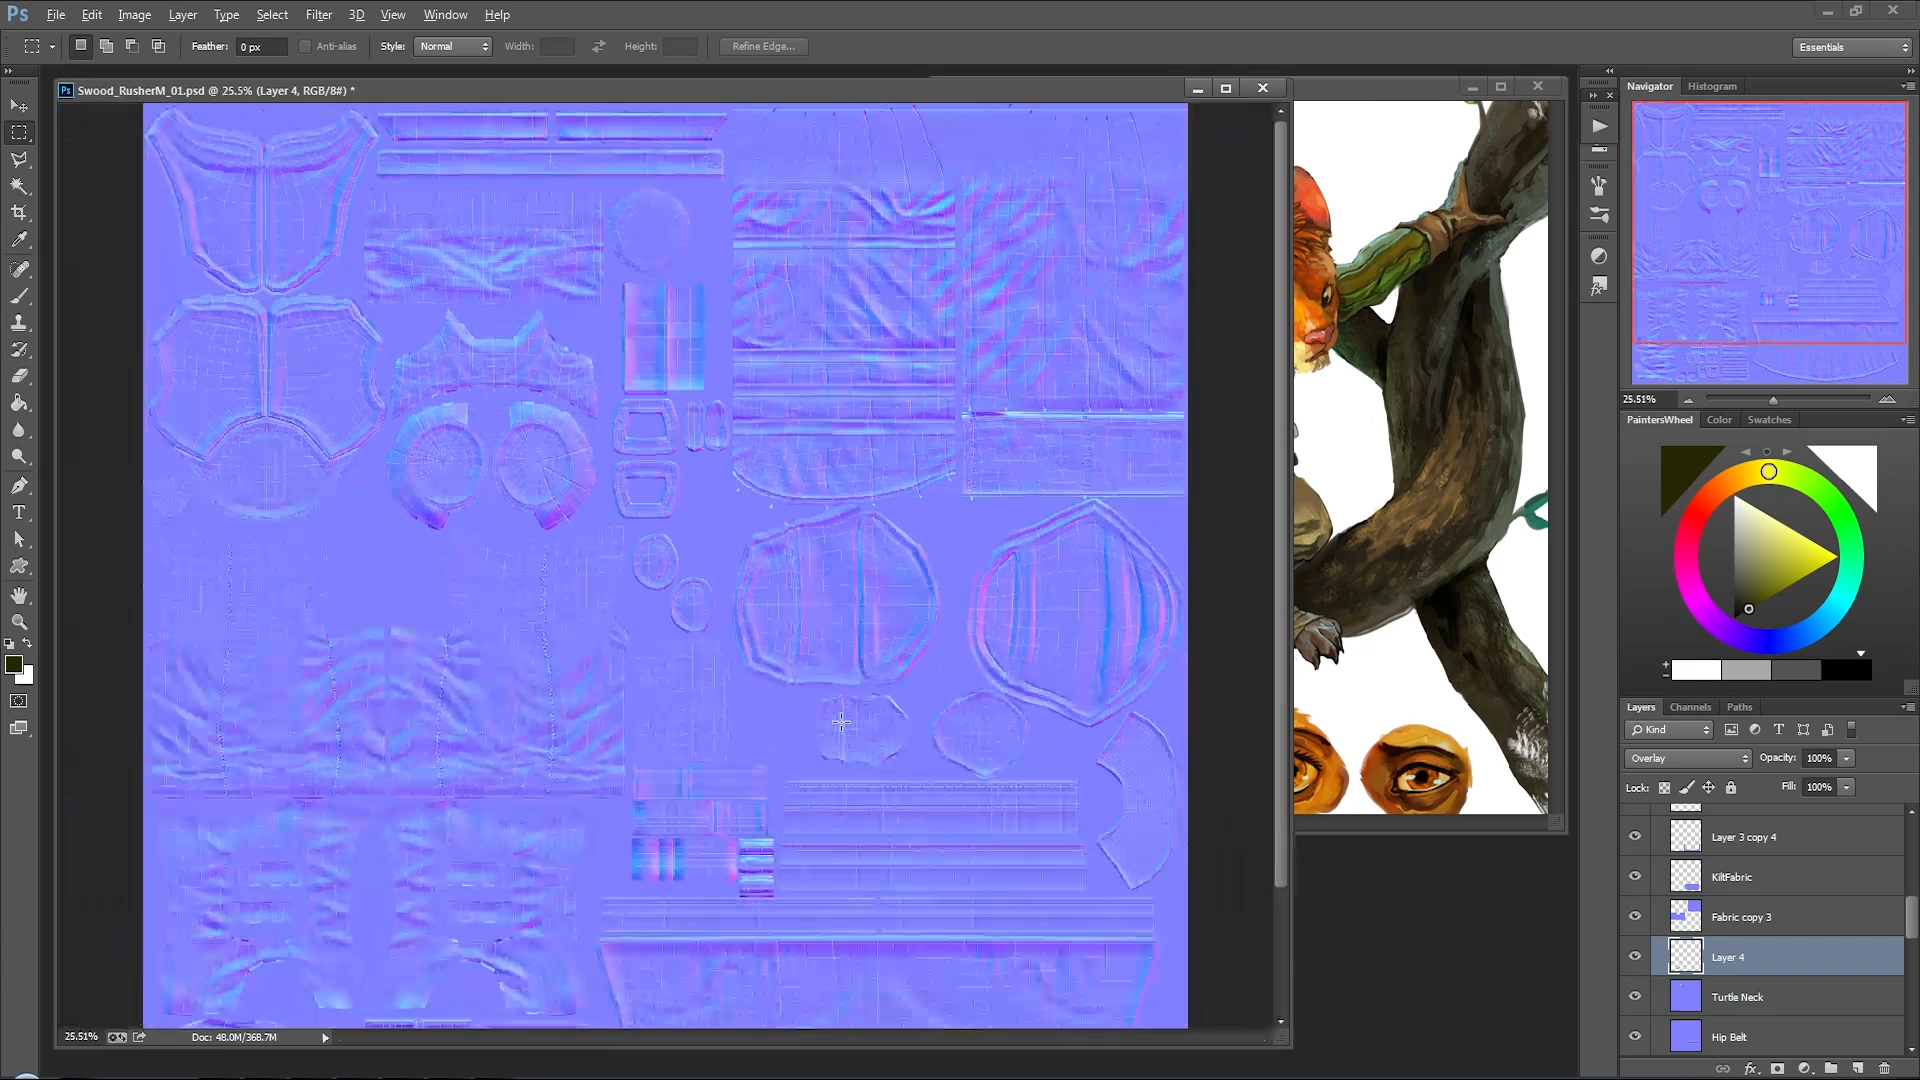 Ps File Edit Image Layer Type Select Filter 3D View Window Help
Feather: 0 px Anti-alias Style: Normal Width: Height: Refine Edge... Essentials
Ps Swood_RusherM_01.psd @ 25.5% (Layer 4, RGB/8#) *
Navigator Histogram
25.51%
PaintersWheel Color Swatches
Layers Channels Paths
Kind
Overlay Opacity: 100%
Lock: Fill: 100%
Layer 3 copy 4
KiltFabric
Fabric copy 3
Layer 4
Turtle Neck
Hip Belt
25.51% Doc: 48.0M/368.7M